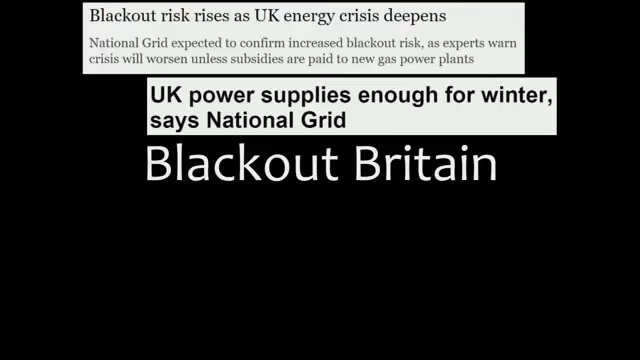 Blackout risk rises as UK energy crisis deepens
National Grid expected to confirm increased blackout risk, as experts warn
crisis will worsen unless subsidies are paid to new gas power plants
UK power supplies enough for winter,
says National Grid
Blackout Britain